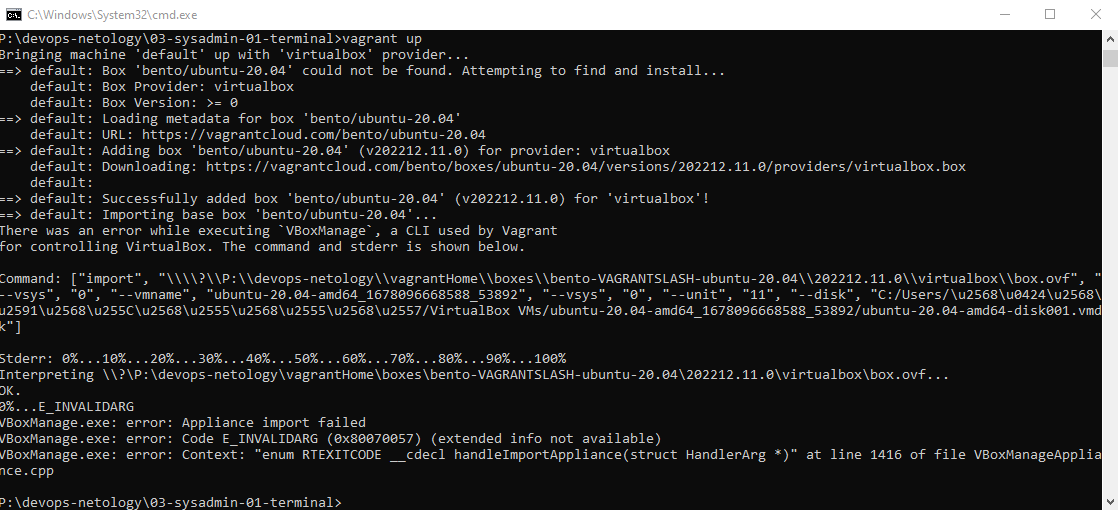 C:\Windows\System32\cmd.exe
P:\devops-netology\03-sysadmin-01-terminal>vagrant up
Bringing machine 'default' up with 'virtualbox' provider...
==> default: Box 'bento/ubuntu-20.04' could not be found. Attempting to find and install...
    default: Box Provider: virtualbox
    default: Box Version: >= 0
==> default: Loading metadata for box 'bento/ubuntu-20.04'
    default: URL: https://vagrantcloud.com/bento/ubuntu-20.04
==> default: Adding box 'bento/ubuntu-20.04' (v202212.11.0) for provider: virtualbox
    default: Downloading: https://vagrantcloud.com/bento/boxes/ubuntu-20.04/versions/202212.11.0/providers/virtualbox.box
    default:
==> default: Successfully added box 'bento/ubuntu-20.04' (v202212.11.0) for 'virtualbox'!
==> default: Importing base box 'bento/ubuntu-20.04'...
There was an error while executing `VBoxManage`, a CLI used by Vagrant
for controlling VirtualBox. The command and stderr is shown below.

Command: ["import", "\\\\?\\P:\\devops-netology\\vagrantHome\\boxes\\bento-VAGRANTSLASH-ubuntu-20.04\\202212.11.0\\virtualbox\\box.ovf", "
--vsys", "0", "--vmname", "ubuntu-20.04-amd64_1678096668588_53892", "--vsys", "0", "--unit", "11", "--disk", "C:/Users/\u2568\u0424\u2568\
u2591\u2568\u255C\u2568\u2555\u2568\u2555\u2568\u2557/VirtualBox VMs/ubuntu-20.04-amd64_1678096668588_53892/ubuntu-20.04-amd64-disk001.vmd
k"]

Stderr: 0%...10%...20%...30%...40%...50%...60%...70%...80%...90%...100%
Interpreting \\?\P:\devops-netology\vagrantHome\boxes\bento-VAGRANTSLASH-ubuntu-20.04\202212.11.0\virtualbox\box.ovf...
OK.
0%...E_INVALIDARG
VBoxManage.exe: error: Appliance import failed
VBoxManage.exe: error: Code E_INVALIDARG (0x80070057) (extended info not available)
VBoxManage.exe: error: Context: "enum RTEXITCODE __cdecl handleImportAppliance(struct HandlerArg *)" at line 1416 of file VBoxManageApplia
nce.cpp

P:\devops-netology\03-sysadmin-01-terminal>